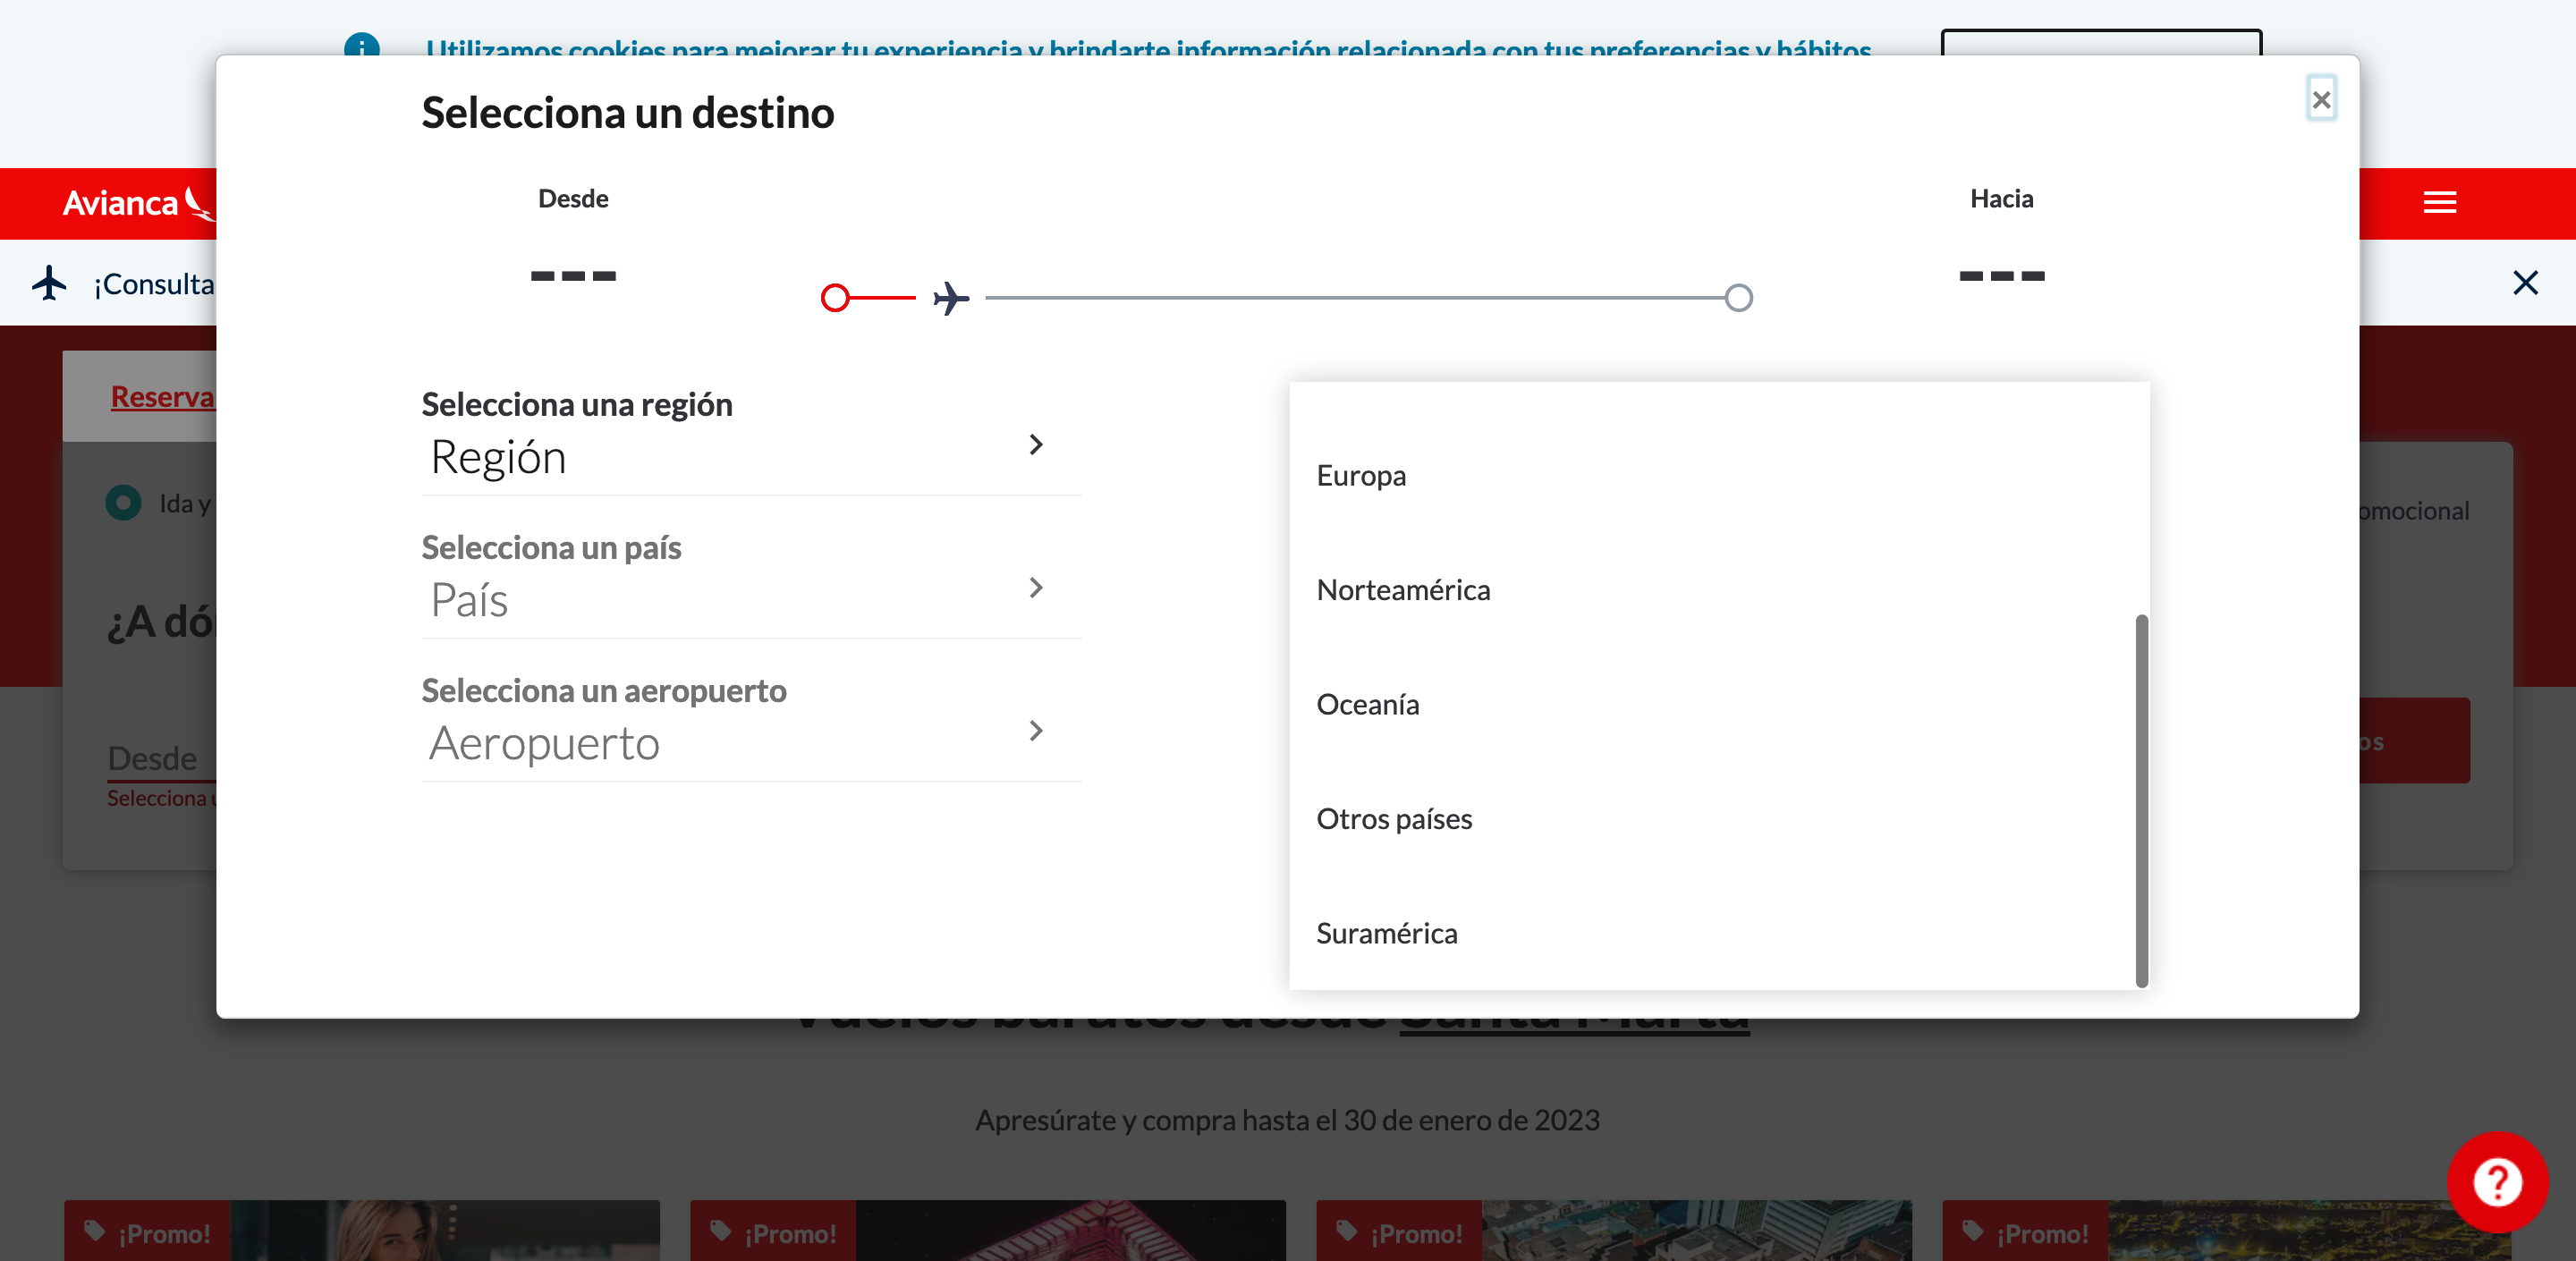 Utilizamos cookies para mejorar tu experiencia y brindarte información relacionada con tus preferencias y hábitos
Selecciona un destino
×
Desde
Hacia
---
---
Avianca
¡Consulta
Reserva
Selecciona una región
Región
Europa
Ida y
omocional
Selecciona un país
País
Norteamérica
¿A dó
Selecciona un aeropuerto
Aeropuerto
Oceanía
Desde
os
Selecciona
Otros países
Suramérica
Vuelos baratos desde Santa Marta
Apresúrate y compra hasta el 30 de enero de 2023
¡Promo!
¡Promo!
¡Promo!
¡Promo!
?